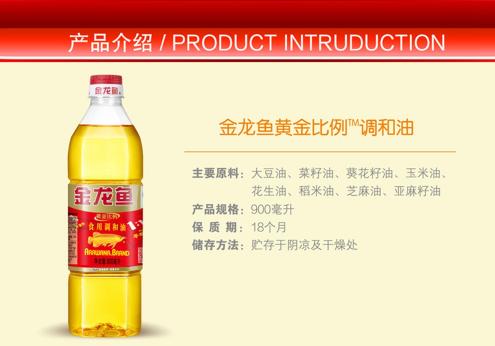 产品介绍 / PRODUCT INTRUDUCTION
金龙鱼
金龙鱼黄金比例™调和油
主要原料：大豆油、菜籽油、葵花籽油、玉米油、
花生油、稻米油、芝麻油、亚麻籽油
产品规格：900毫升
保 质 期：18个月
储存方法：贮存于阴凉及干燥处
金龙鱼
黄金比例
食用调和油
ARAWANA BRAND